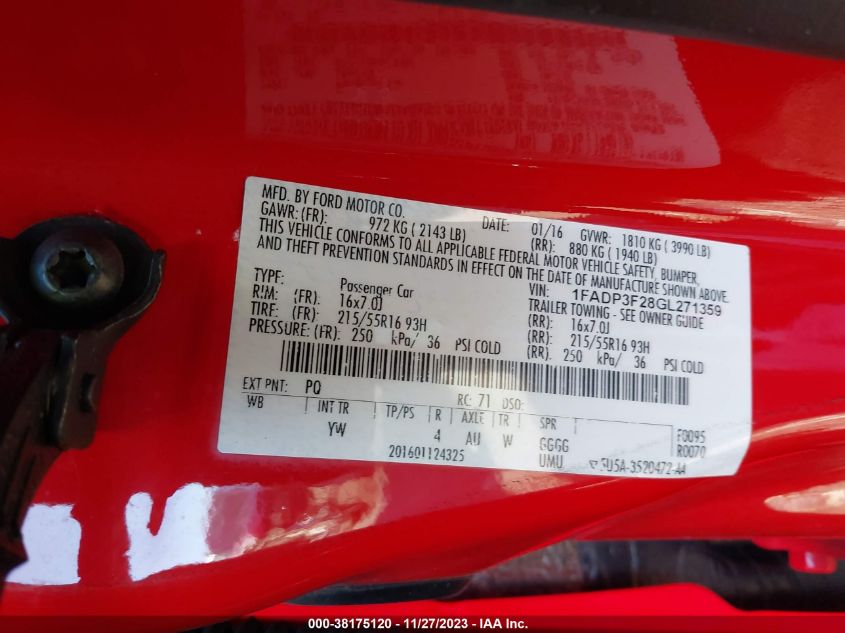 MFD. BY FORD MOTOR CO. DATE: 01/16 GVWR: 1810 KG ( 3990 LB)
GAWR: (FR): 972 KG ( 2143 LB) (RR): 880 KG ( 1940 LB)
THIS VEHICLE CONFORMS TO ALL APPLICABLE FEDERAL MOTOR VEHICLE SAFETY, BUMPER,
AND THEFT PREVENTION STANDARDS IN EFFECT ON THE DATE OF MANUFACTURE SHOWN ABOVE.
VIN: 1FADP3F28GL271359
TYPE: Passenger Car TRAILER TOWING - SEE OWNER GUIDE
RIM: (FR): 16x7.0J (RR): 16x7.0J
TIRE: (FR): 215/55R16 93H (RR): 215/55R16 93H
PRESSURE: (FR): 250 kPa/ 36 PSI COLD (RR): 250 kPa/ 36 PSI COLD
EXT PNT: PQ RC: 71 DSO:
WB INT TR TP/PS R AXLE TR SPR F0095
YW 4 AU W GGGG R0070
201601124325 UMU 5U5A-3520472-AA
000-38175120 - 11/27/2023 - IAA Inc.